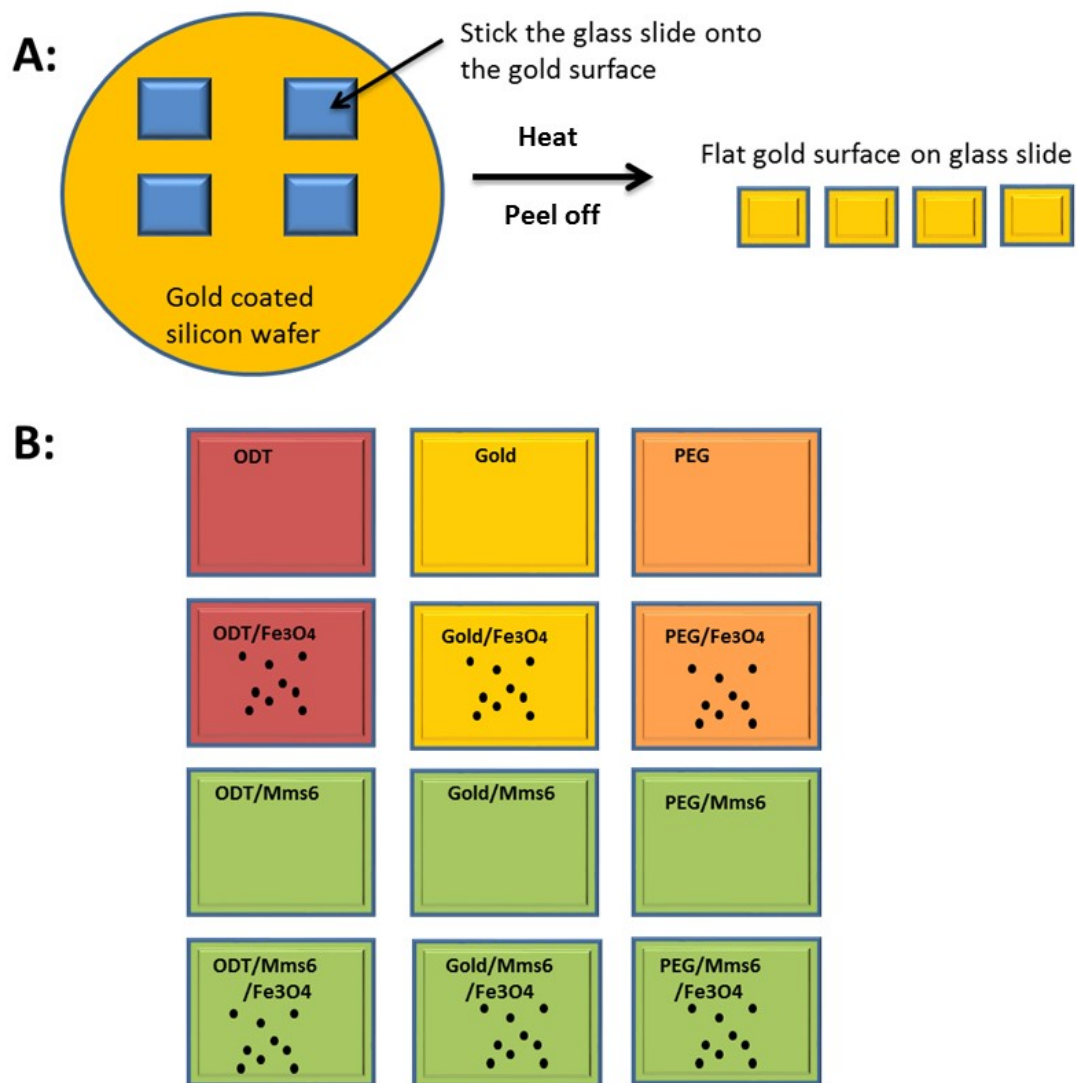 A:
Stick the glass slide onto
the gold surface
Heat
Peel off
Flat gold surface on glass slide
Gold coated
silicon wafer
B:
ODT
Gold
PEG
ODT/Fe3O4
Gold/Fe3O4
PEG/Fe3O4
ODT/Mms6
Gold/Mms6
PEG/Mms6
ODT/Mms6
/Fe3O4
Gold/Mms6
/Fe3O4
PEG/Mms6
/Fe3O4